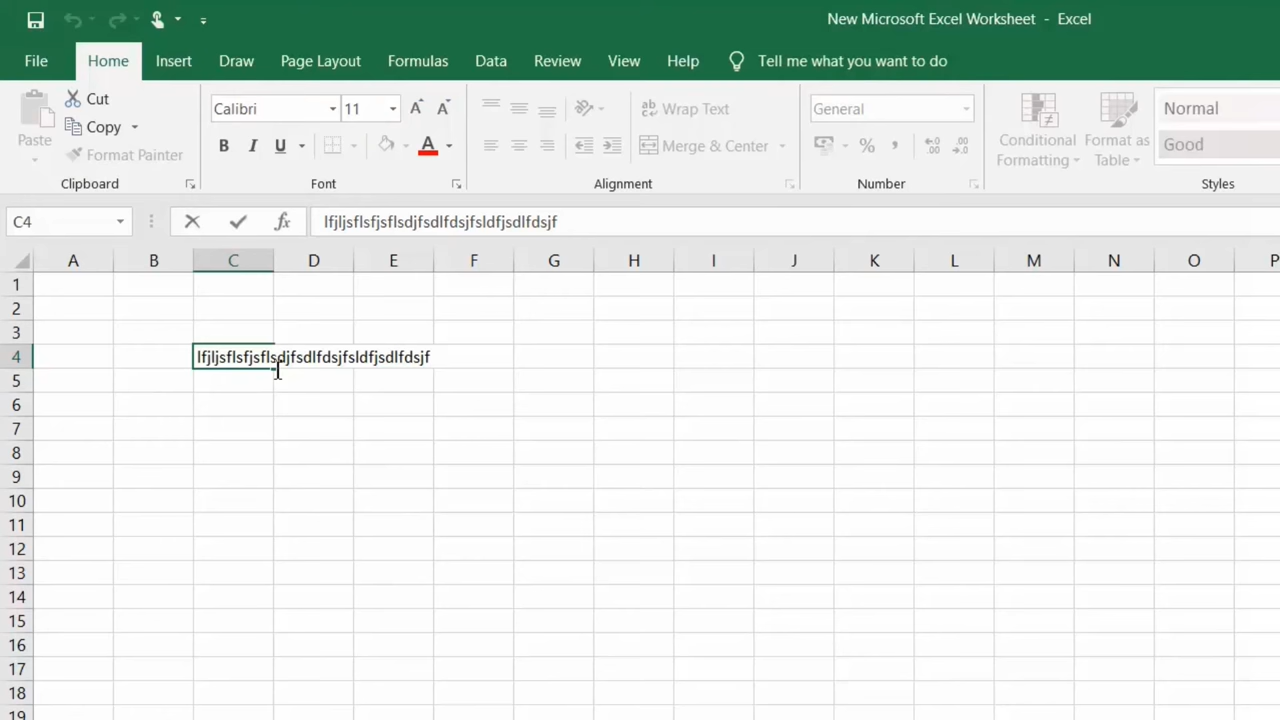 New Microsoft Excel Worksheet - Excel
File Home Insert Draw Page Layout Formulas Data Review View Help Tell me what you want to do
Paste Cut Calibri 11 A A Wrap Text General Conditional Formatting Format as Table Normal
Copy B I U A Merge & Center % , Good
Format Painter
Clipboard Font Alignment Number Styles
C4 fx lfjljsflsfjsflsdjfsdlfdsjfsldfjsdlfdsjf
A B C D E F G H I J K L M N O P
1
2
3
4 lfjljsflsfjsflsdjfsdlfdsjfsldfjsdlfdsjf
5
6
7
8
9
10
11
12
13
14
15
16
17
18
19